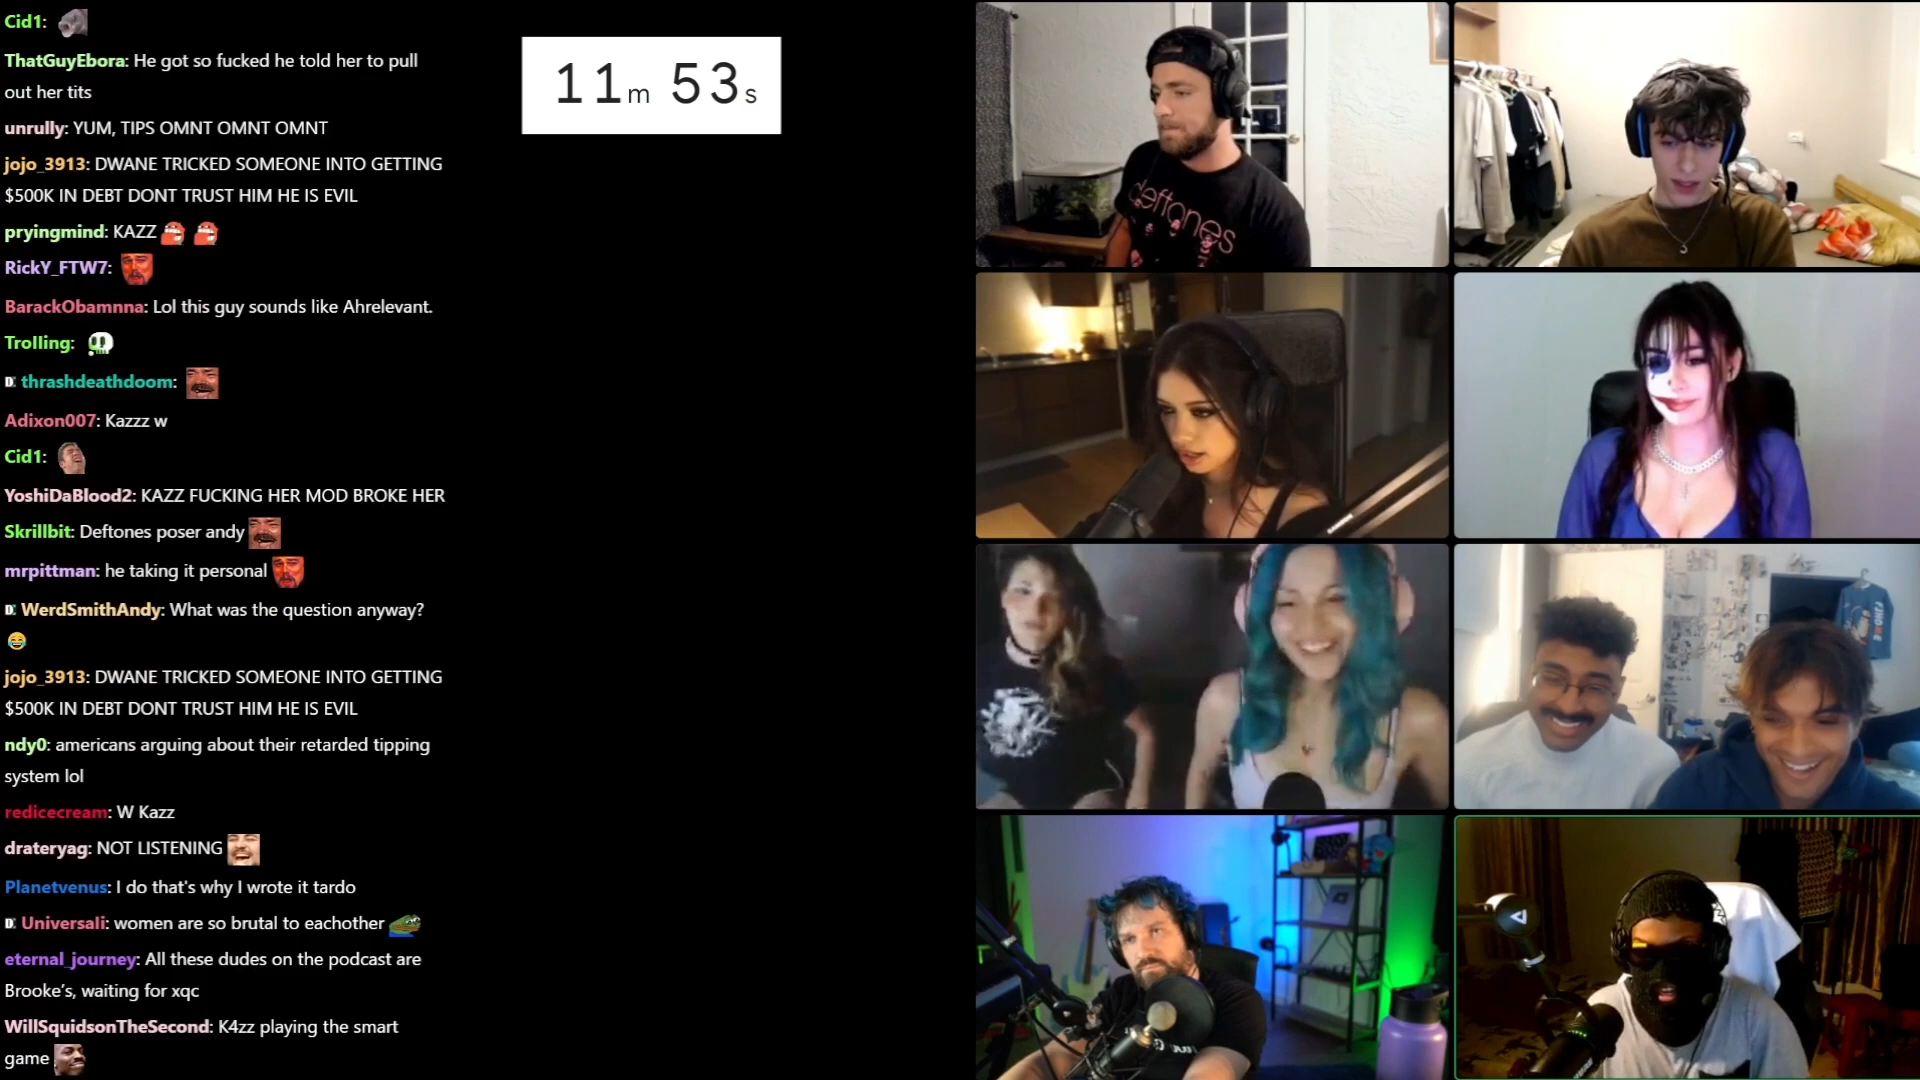 Cid1:
ThatGuyEbora: He got so fucked he told her to pull
out her tits
unrully: YUM, TIPS OMNT OMNT OMNT
jojo_3913: DWANE TRICKED SOMEONE INTO GETTING
$500K IN DEBT DONT TRUST HIM HE IS EVIL
pryingmind: KAZZ
RickY_FTW7:
BarackObamnna: Lol this guy sounds like Ahrelevant.
Trolling:
thrashdeathdoom:
Adixon007: Kazzz w
Cid1:
YoshiDaBlood2: KAZZ FUCKING HER MOD BROKE HER
Skrillbit: Deftones poser andy
mrpittman: he taking it personal
WerdSmithAndy: What was the question anyway?
😂
jojo_3913: DWANE TRICKED SOMEONE INTO GETTING
$500K IN DEBT DONT TRUST HIM HE IS EVIL
ndy0: americans arguing about their retarded tipping
system lol
redicecream: W Kazz
drateryag: NOT LISTENING
Planetvenus: I do that's why I wrote it tardo
Universali: women are so brutal to eachother
eternal_journey: All these dudes on the podcast are
Brooke's, waiting for xqc
WillSquidsonTheSecond: K4zz playing the smart
game
11m 53s
deftones